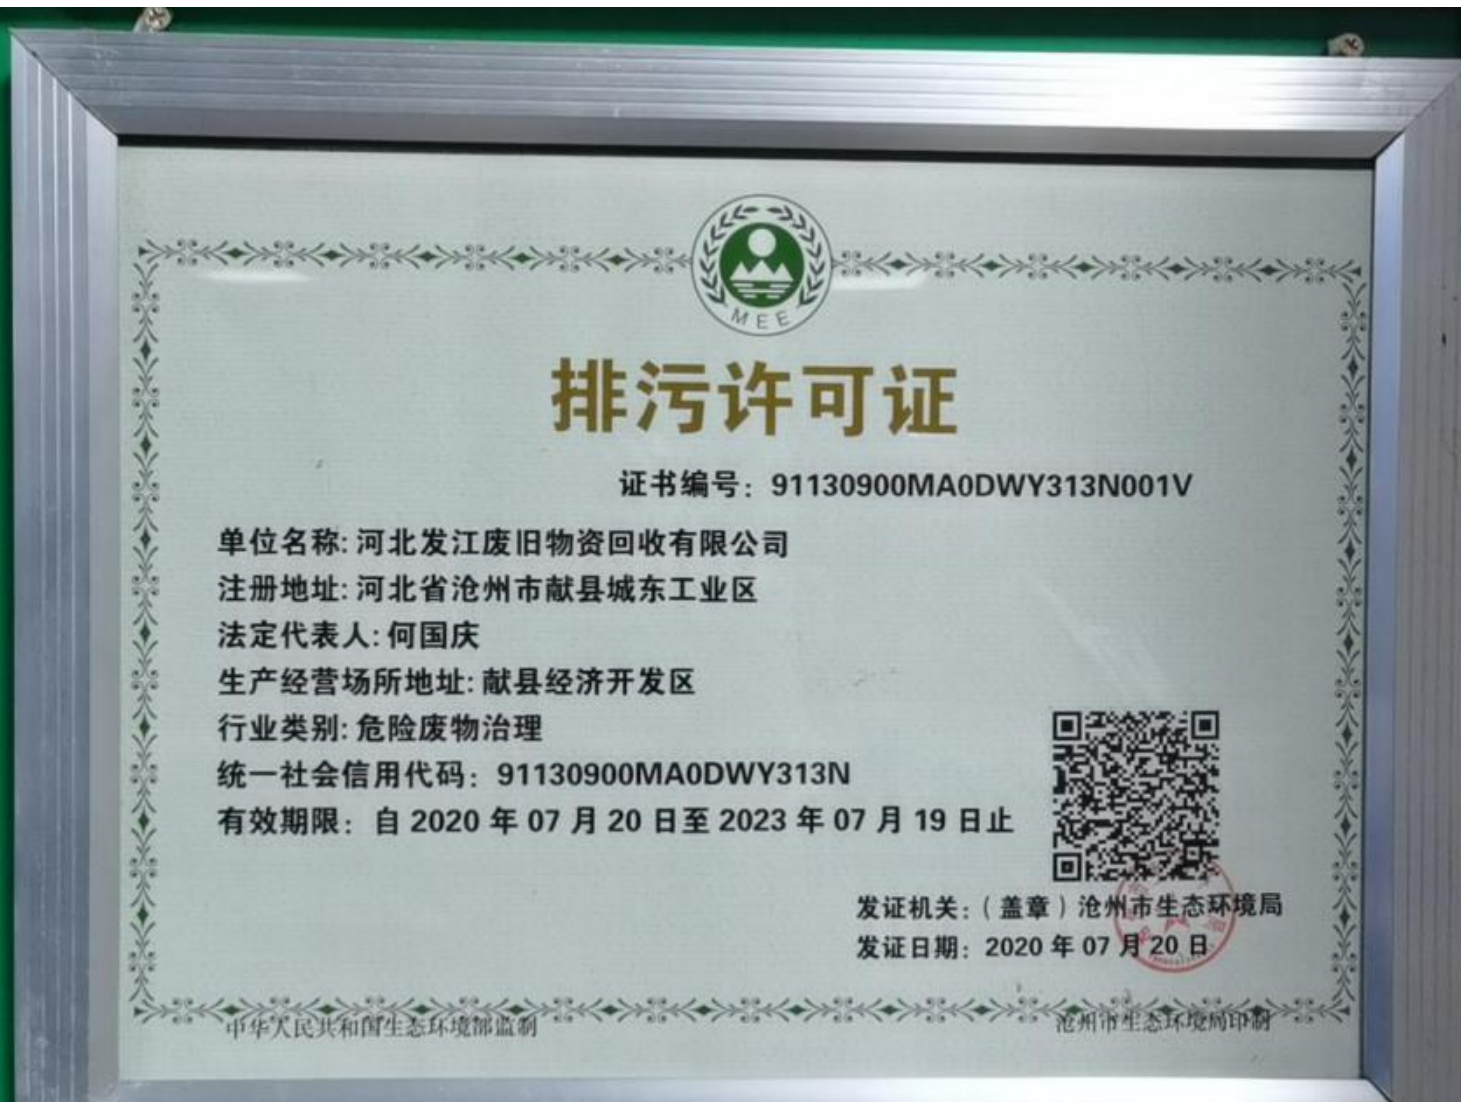 MEE
排污许可证
证书编号：91130900MA0DWY313N001V
单位名称:河北发江废旧物资回收有限公司
注册地址:河北省沧州市献县城东工业区
法定代表人:何国庆
生产经营场所地址:献县经济开发区
行业类别:危险废物治理
统一社会信用代码：91130900MA0DWY313N
有效期限：自 2020 年 07 月 20 日至 2023 年 07 月 19 日止
发证机关：（盖章）沧州市生态环境局
发证日期：2020 年 07 月 20 日
中华人民共和国生态环境部监制
沧州市生态环境局印制